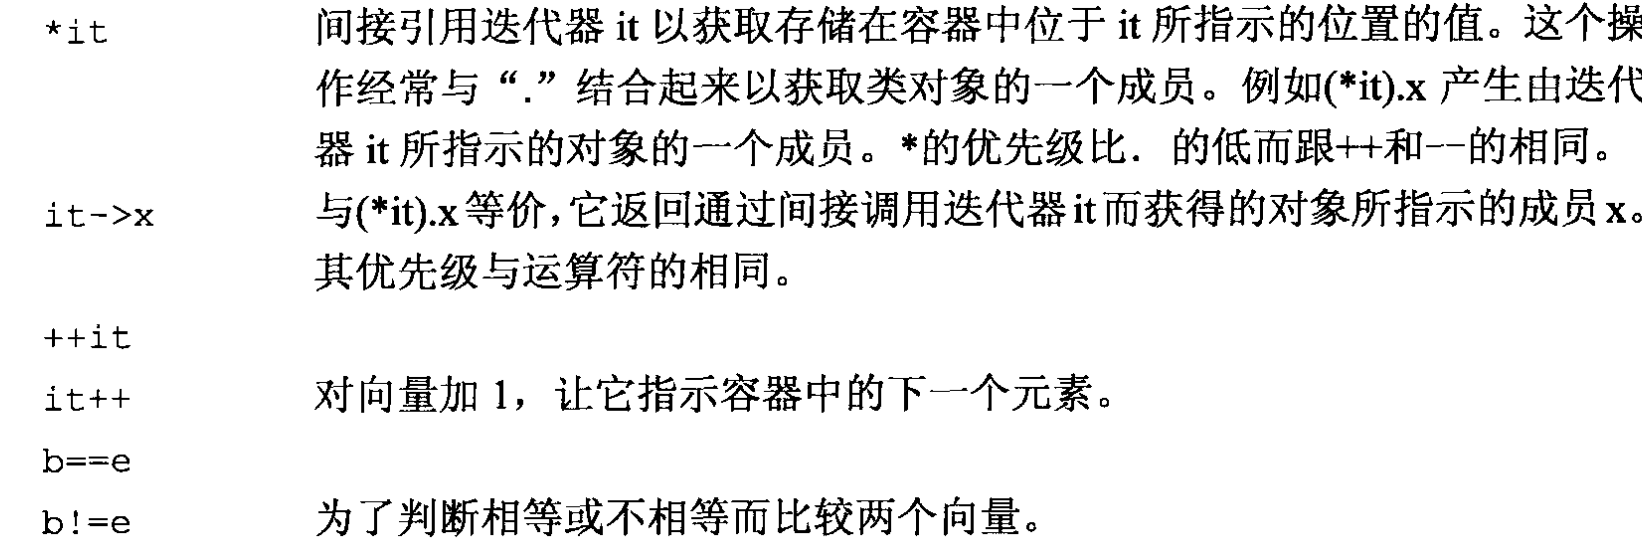 *it 间接引用迭代器 it 以获取存储在容器中位于 it 所指示的位置的值。这个操
作经常与“.”结合起来以获取类对象的一个成员。例如(*it).x 产生由迭代
器 it 所指示的对象的一个成员。*的优先级比. 的低而跟++和--的相同。
it->x 与(*it).x等价,它返回通过间接调用迭代器it而获得的对象所指示的成员x。
其优先级与运算符的相同。
++it
it++ 对向量加 1，让它指示容器中的下一个元素。
b==e
b!=e 为了判断相等或不相等而比较两个向量。